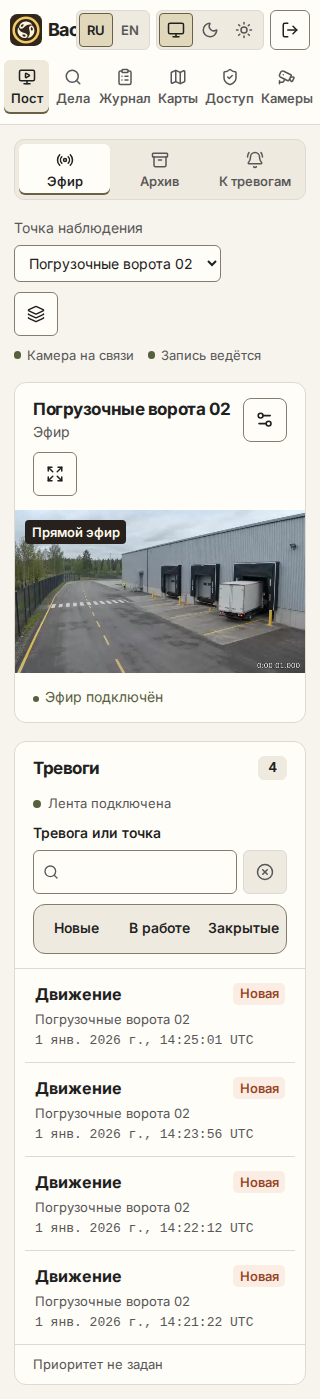 Вас
RU EN
Пост Дела Журнал Карты Доступ Камеры
Эфир Архив К тревогам
Точка наблюдения
Погрузочные ворота 02
Камера на связи Запись ведётся
Погрузочные ворота 02
Эфир
Прямой эфир
0:00 01.000
Эфир подключён
Тревоги 4
Лента подключена
Тревога или точка
Новые В работе Закрытые
Движение Новая
Погрузочные ворота 02
1 янв. 2026 г., 14:25:01 UTC
Движение Новая
Погрузочные ворота 02
1 янв. 2026 г., 14:23:56 UTC
Движение Новая
Погрузочные ворота 02
1 янв. 2026 г., 14:22:12 UTC
Движение Новая
Погрузочные ворота 02
1 янв. 2026 г., 14:21:22 UTC
Приоритет не задан